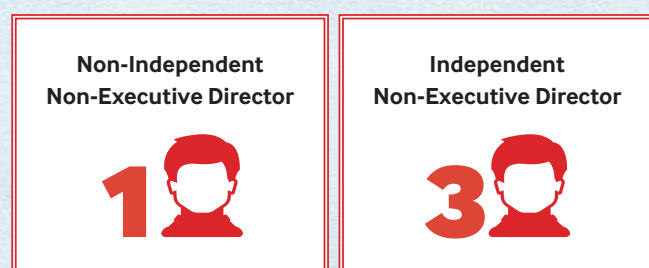 Non-Independent
Non-Executive Director
1
Independent
Non-Executive Director
3